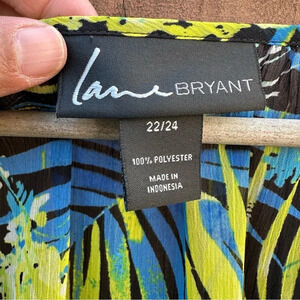 Lane BRYANT
22/24
100% POLYESTER
MADE IN
INDONESIA